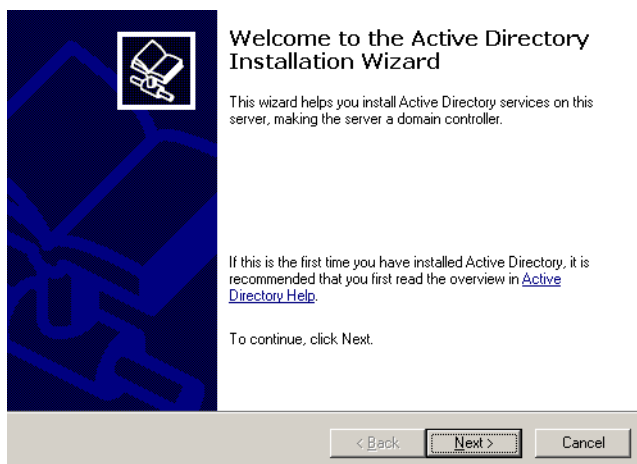 Welcome to the Active Directory
Installation Wizard
This wizard helps you install Active Directory services on this
server, making the server a domain controller.
If this is the first time you have installed Active Directory, it is
recommended that you first read the overview in Active
Directory Help.
To continue, click Next.
< Back Next > Cancel